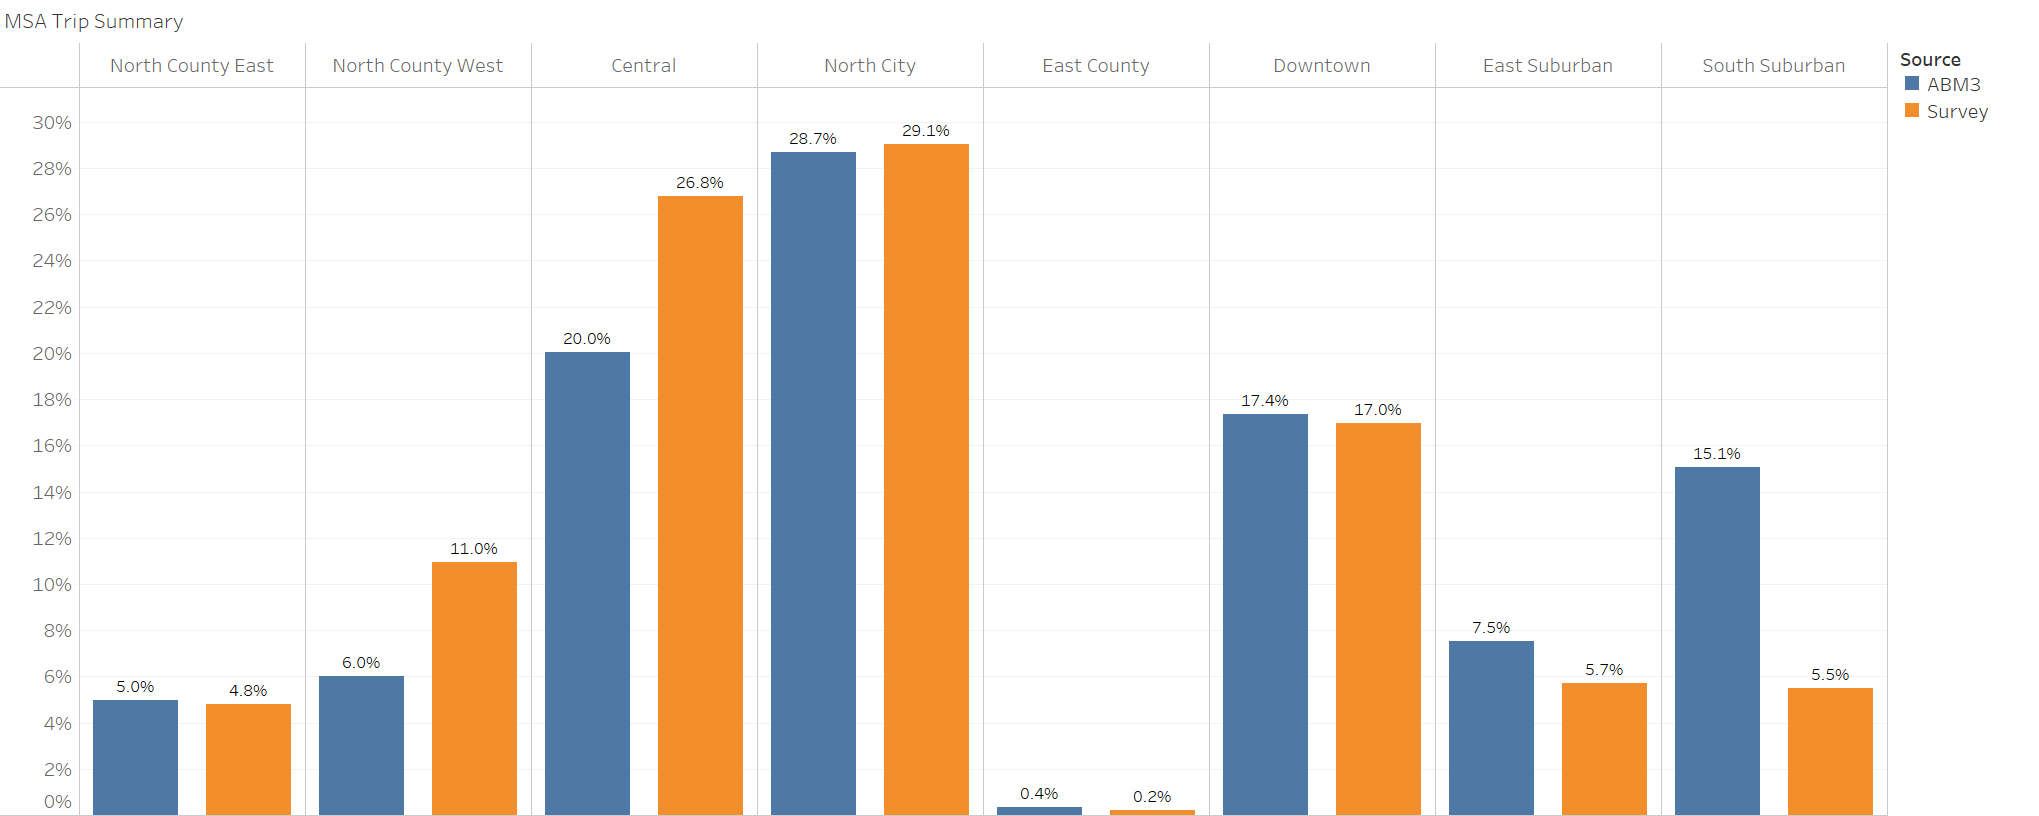 MSA Trip Summary
North County East
North County West
Central
North City
East County
Downtown
East Suburban
South Suburban
Source
ABM3
Survey
30%
28%
26%
24%
22%
20%
18%
16%
14%
12%
10%
8%
6%
4%
2%
0%
5.0%
4.8%
6.0%
11.0%
20.0%
26.8%
28.7%
29.1%
0.4%
0.2%
17.4%
17.0%
7.5%
5.7%
15.1%
5.5%